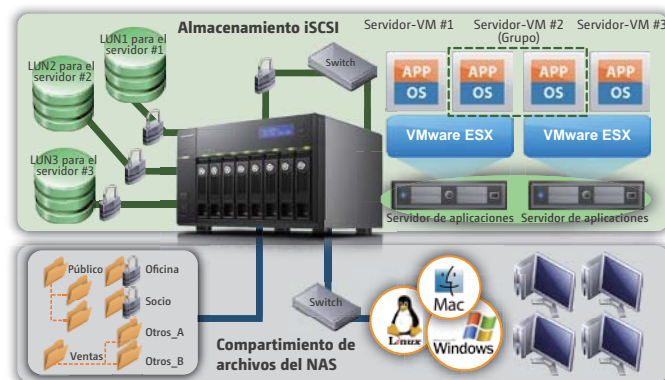 Almacenamiento iSCSI
LUN1 para el
servidor #1
LUN2 para el
servidor #2
LUN3 para el
servidor #3
Switch
Servidor-VM #1
Servidor-VM #2
(Grupo)
Servidor-VM #3
APP
OS
APP
OS
APP
OS
APP
OS
VMware ESX
VMware ESX
Servidor de aplicaciones
Servidor de aplicaciones
Público
Oficina
Socio
Otros_A
Ventas
Otros_B
Switch
Compartimiento de
archivos del NAS
Linux
Mac
Windows